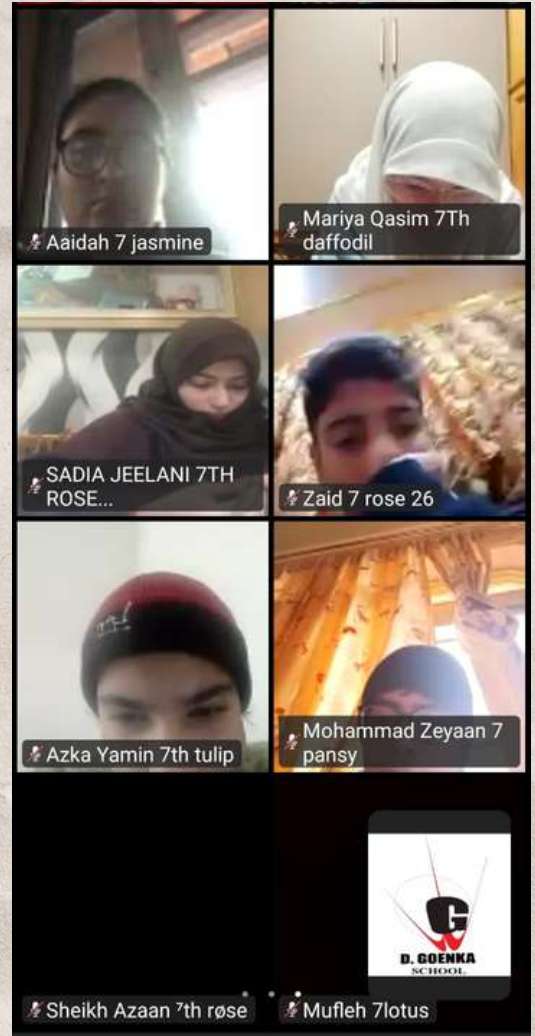 Aaidah 7 jasmine
Mariya Qasim 7Th
daffodil
SADIA JEELANI 7TH
ROSE...
Zaid 7 rose 26
Azka Yamin 7th tulip
Mohammad Zeyaan 7
pansy
G
D. GOENKA
SCHOOL
Sheikh Azaan ⁷th røse
Mufleh 7lotus